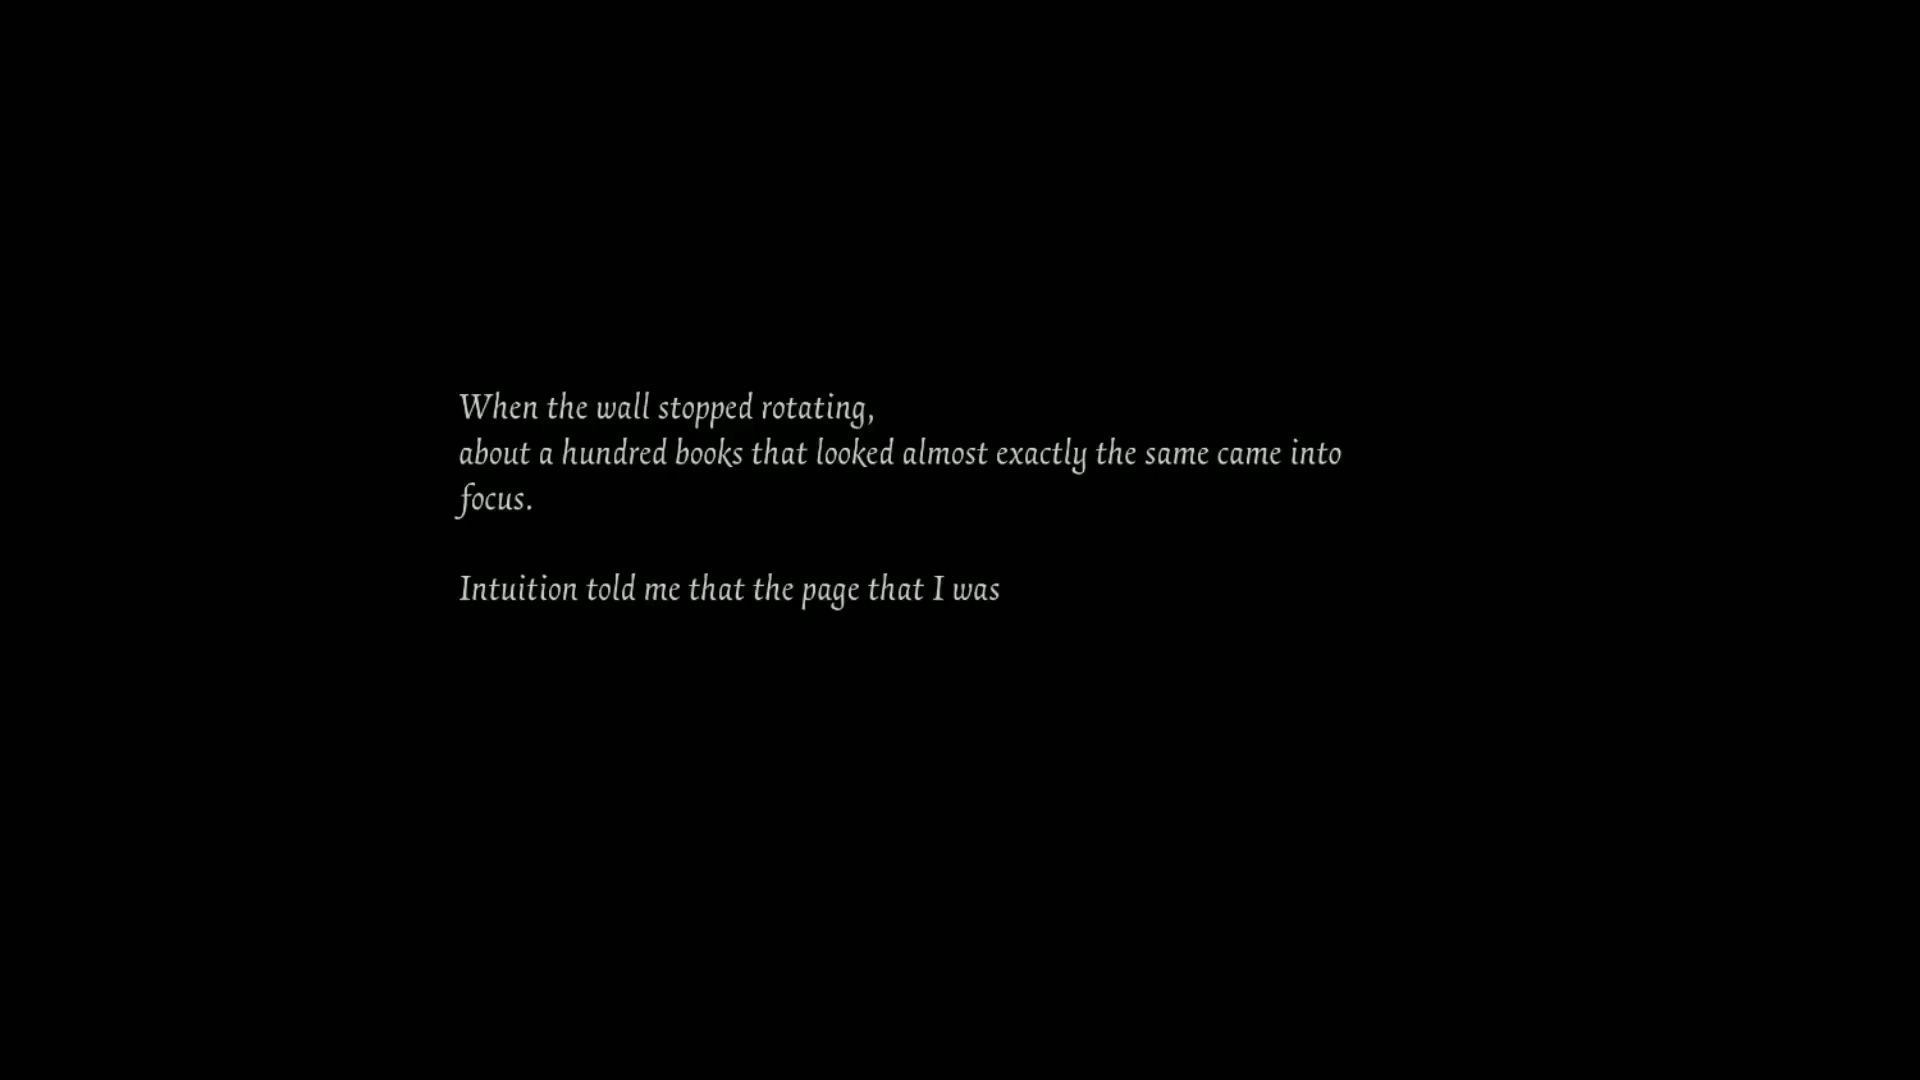 When the wall stopped rotating,
about a hundred books that looked almost exactly the same came into
focus.
Intuition told me that the page that I was